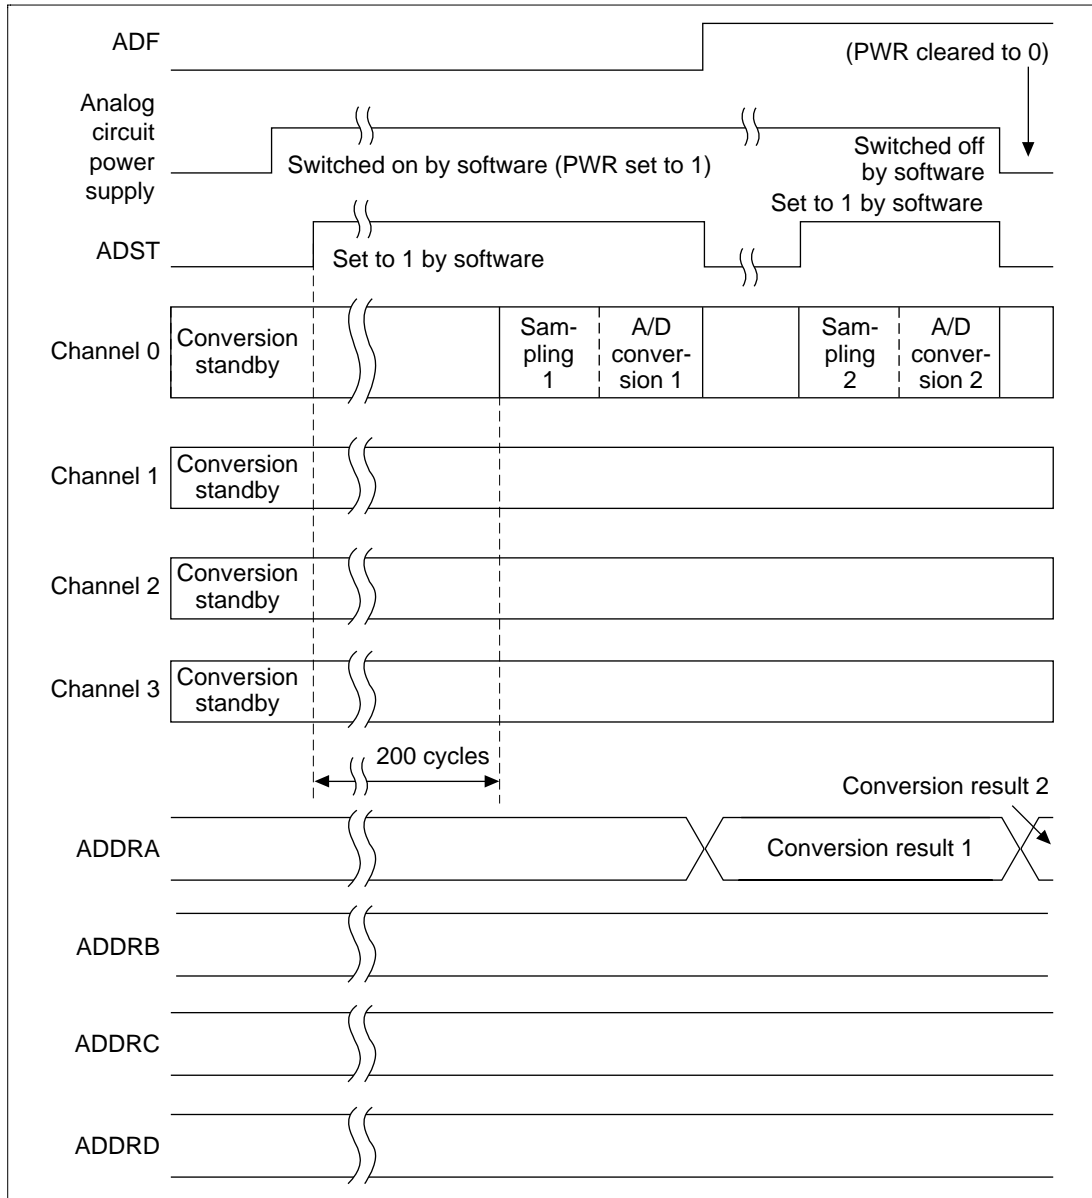 ADF
(PWR cleared to 0)
Analog
circuit
power
supply
Switched on by software (PWR set to 1)
Switched off
by software
Set to 1 by software
ADST
Set to 1 by software
Channel 0
Conversion
standby
Sam-
pling
1
A/D
conver-
sion 1
Sam-
pling
2
A/D
conver-
sion 2
Channel 1
Conversion
standby
Channel 2
Conversion
standby
Channel 3
Conversion
standby
200 cycles
Conversion result 2
ADDRA
Conversion result 1
ADDRB
ADDRC
ADDRD